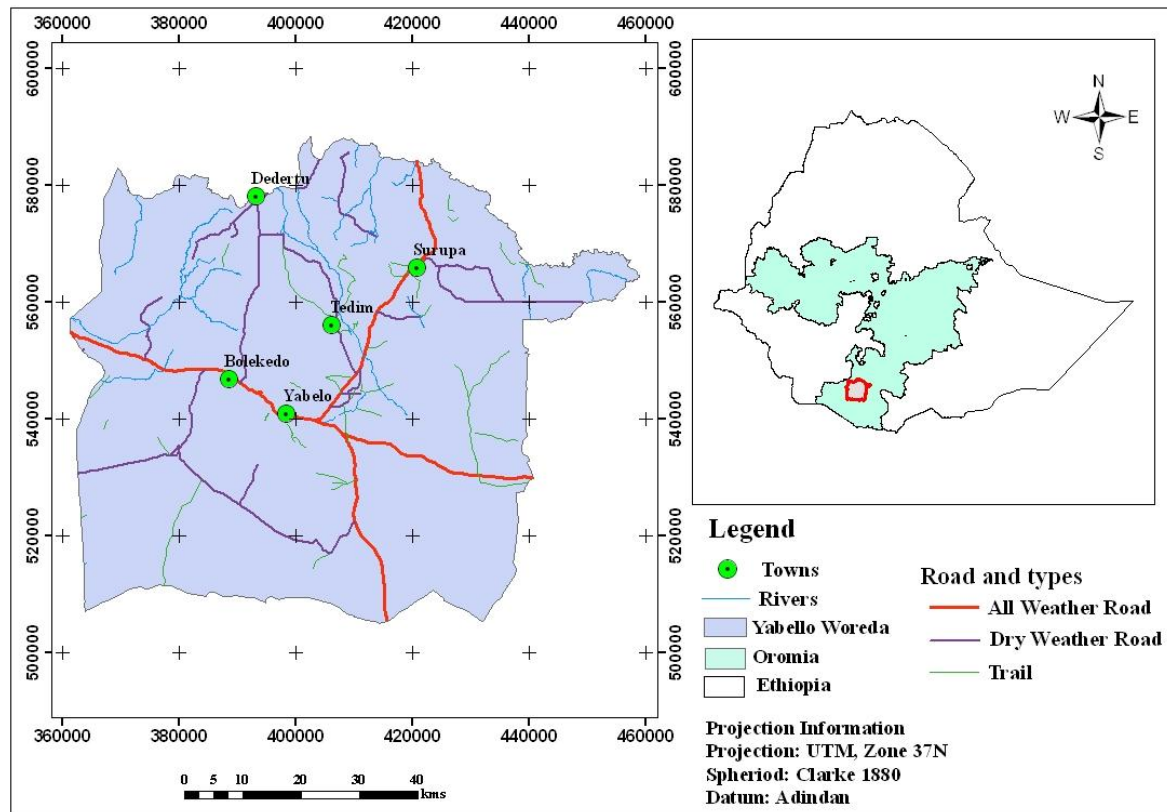 360000 380000 400000 420000 440000 460000
600000 600000
580000 580000
560000 560000
540000 540000
520000 520000
500000 500000
Dedertu
Surupa
Tedim
Bolekedo
Yabelo
360000 380000 400000 420000 440000 460000
0 5 10 20 30 40
kms
N
W E
S
Legend
Towns
Rivers
Yabello Woreda
Oromia
Ethiopia
Road and types
All Weather Road
Dry Weather Road
Trail
Projection Information
Projection: UTM, Zone 37N
Spheriod: Clarke 1880
Datum: Adindan